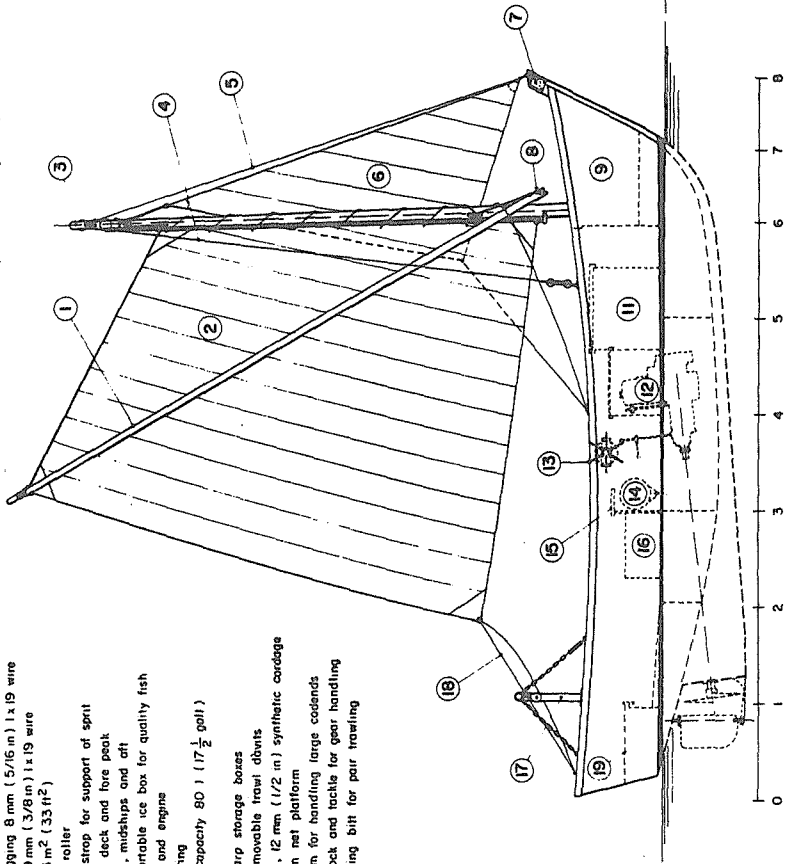 gging 8 mm (5/16 in) 1 x 19 wire
mm (3/8 in) 1 x 19 wire
m² (33 ft²)
roller
strop for support of sprit
deck and fore peak
, midships and aft
rtable ice box for quality fish
and engine
ng
capacity 80 l (17 ½ gall)
rp storage boxes
movable trawl davits
, 12 mm (1/2 in) synthetic cordage
n net platform
m for handling large codends
ock and tackle for gear handling
ing bitt for pair trawling
1
2
3
4
5
6
7
8
9
11
12
13
14
15
16
17
18
19
0 1 2 3 4 5 6 7 8